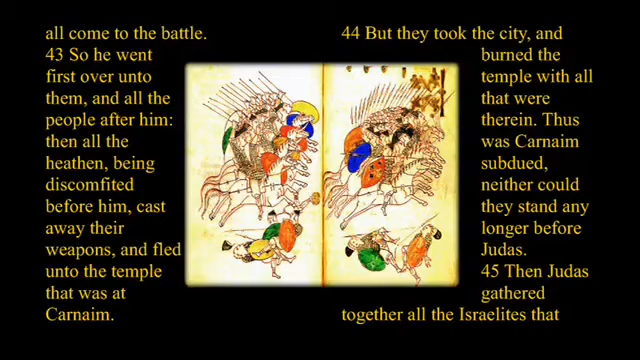 all come to the battle.
43 So he went
first over unto
them, and all the
people after him:
then all the
heathen, being
discomfited
before him, cast
away their
weapons, and fled
unto the temple
that was at
Carnaim.
44 But they took the city, and
burned the
temple with all
that were
therein. Thus
was Carnaim
subdued,
neither could
they stand any
longer before
Judas.
45 Then Judas
gathered
together all the Israelites that